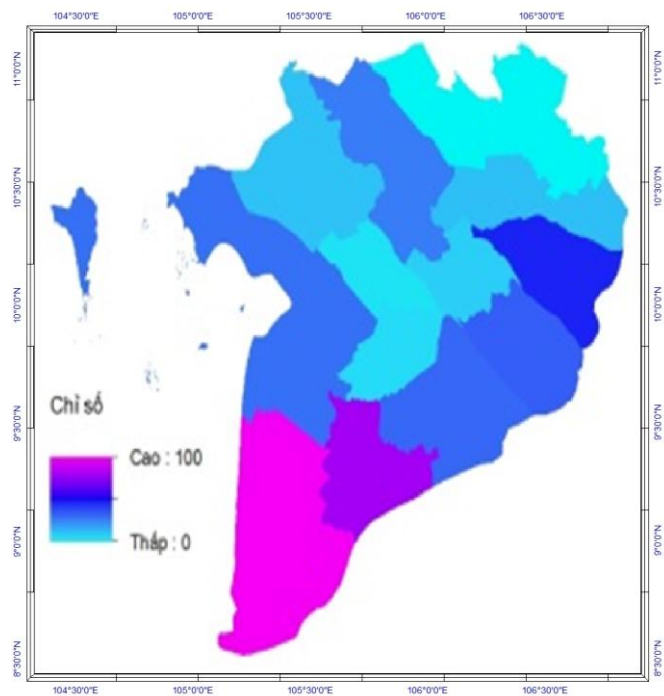 104°30'0"E 105°0'0"E 105°30'0"E 106°0'0"E 106°30'0"E
11°0'0"N 11°0'0"N
10°30'0"N 10°30'0"N
10°0'0"N 10°0'0"N
Chỉ số
9°30'0"N 9°30'0"N
Cao : 100
Thấp : 0
9°0'0"N 9°0'0"N
8°30'0"N 8°30'0"N
104°30'0"E 105°0'0"E 105°30'0"E 106°0'0"E 106°30'0"E